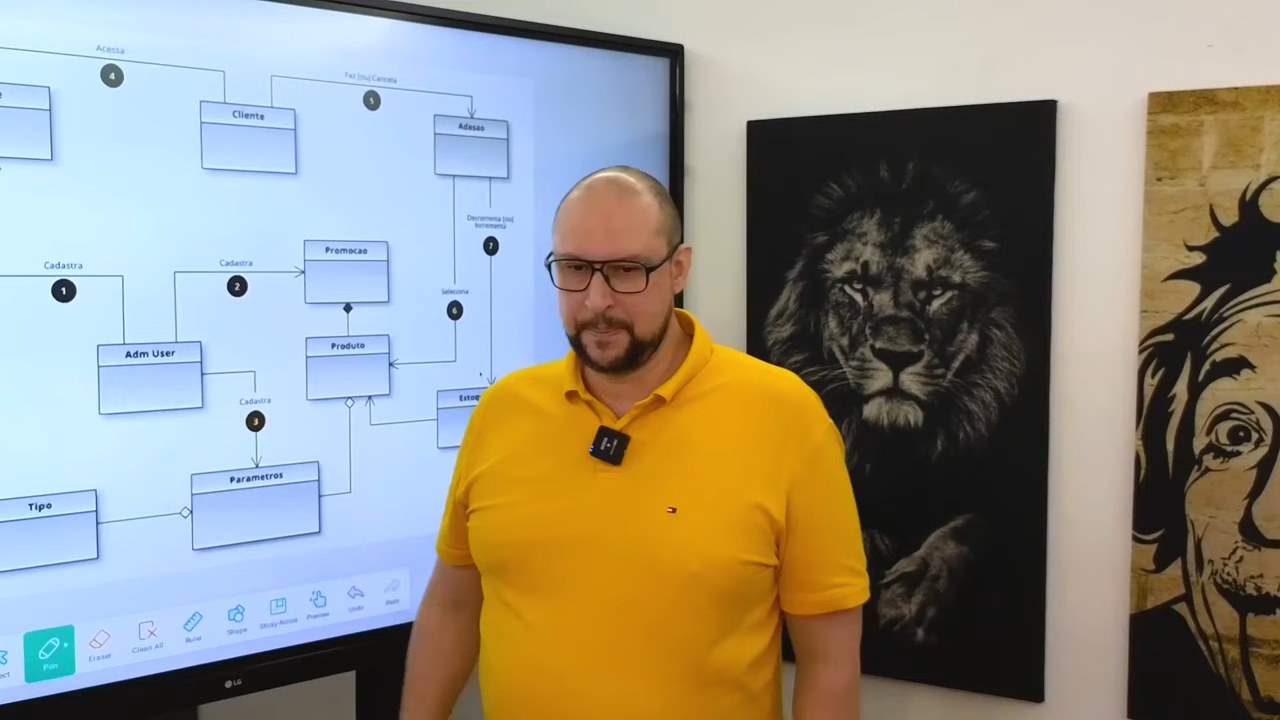 Acessa
4
Faz [ou] Cancela
5
Cliente
Adesao
Decrementa [ou]
Incrementa
7
Promocao
Cadastra
1
Cadastra
2
Seleciona
6
Adm User
Produto
Cadastra
3
Parametros
Tipo
Pen
Eraser
Clean All
Ruler
Shape
Sticky-Notes
Preview
Undo
Redo
LG